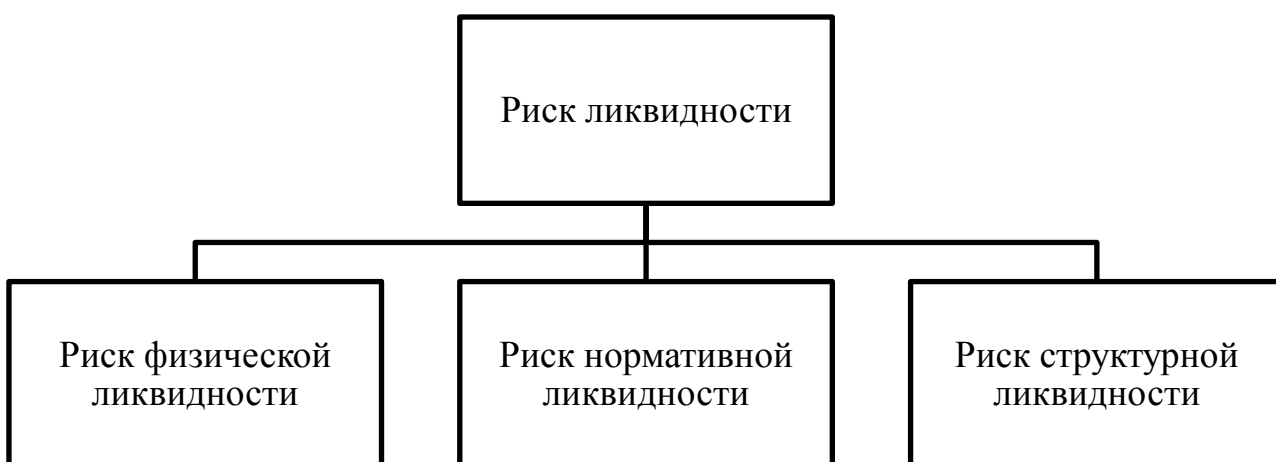 Риск ликвидности
Риск физической
ликвидности
Риск нормативной
ликвидности
Риск структурной
ликвидности